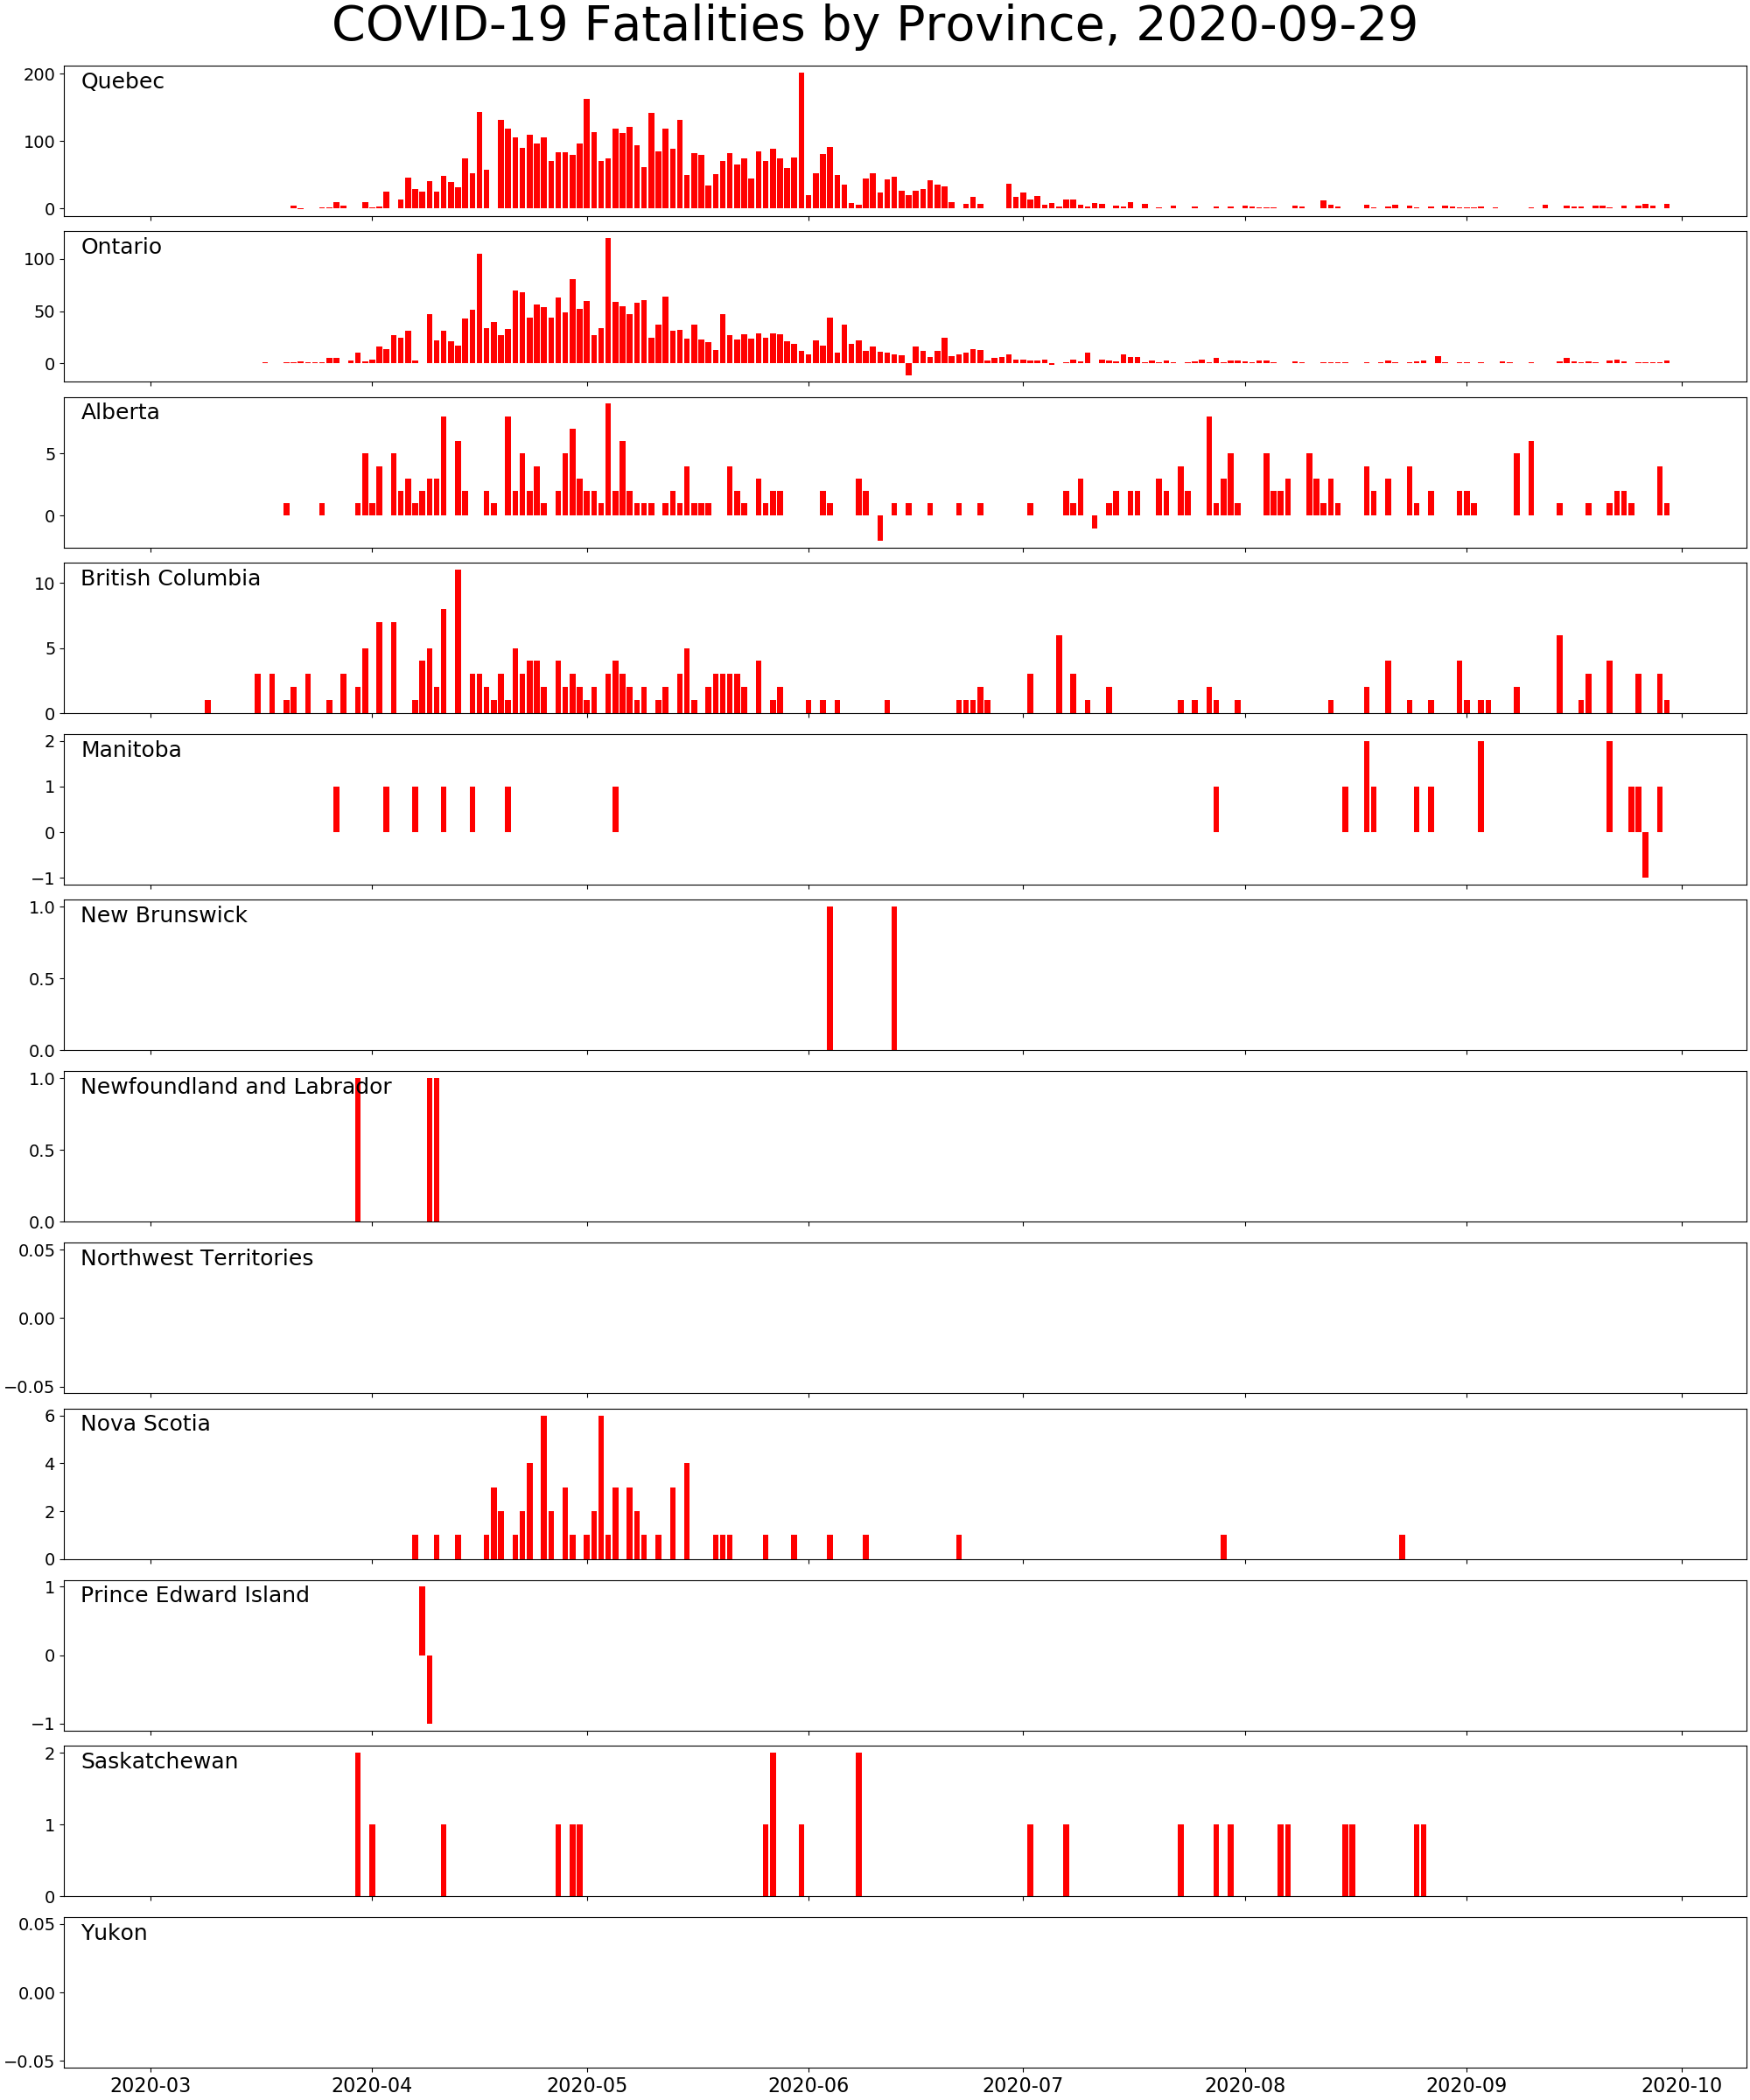 COVID-19 Fatalities by Province, 2020-09-29
Quebec
200
100
0
Ontario
100
50
0
Alberta
5
0
British Columbia
10
5
0
Manitoba
2
1
0
−1
New Brunswick
1.0
0.5
0.0
Newfoundland and Labrador
1.0
0.5
0.0
Northwest Territories
0.05
0.00
−0.05
Nova Scotia
6
4
2
0
Prince Edward Island
1
0
−1
Saskatchewan
2
1
0
Yukon
0.05
0.00
−0.05
2020-03 2020-04 2020-05 2020-06 2020-07 2020-08 2020-09 2020-10